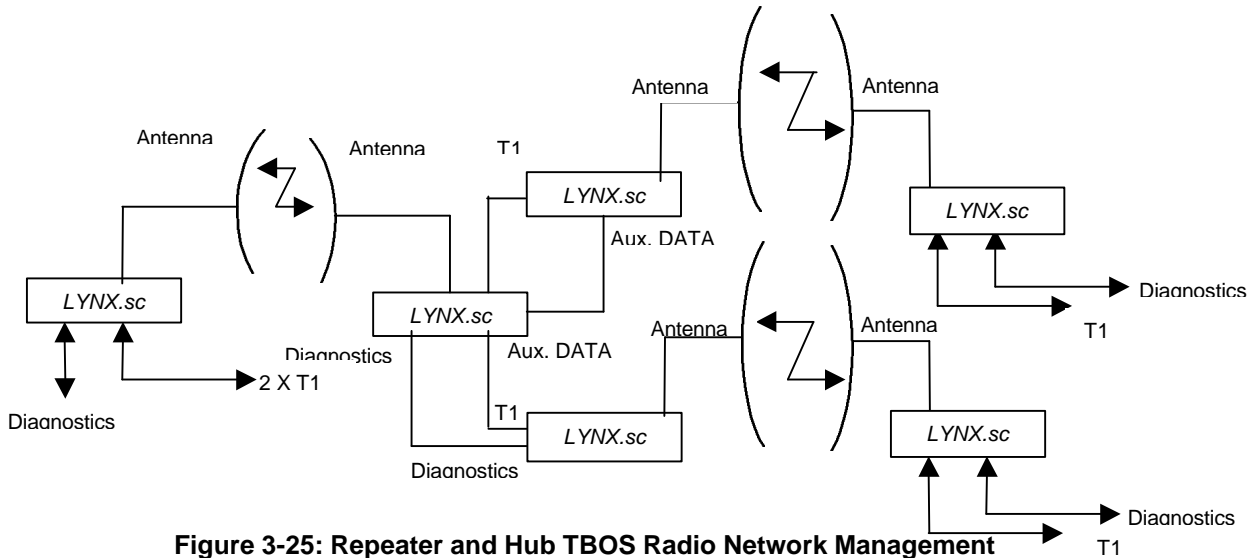 Antenna
Antenna
Antenna
Antenna
T1
LYNX.sc
LYNX.sc
Aux. DATA
LYNX.sc
LYNX.sc
Diagnostics
T1
Antenna
Antenna
Diagnostics
Aux. DATA
2 X T1
Diagnostics
T1
LYNX.sc
LYNX.sc
Diagnostics
Diagnostics
T1
Figure 3-25: Repeater and Hub TBOS Radio Network Management